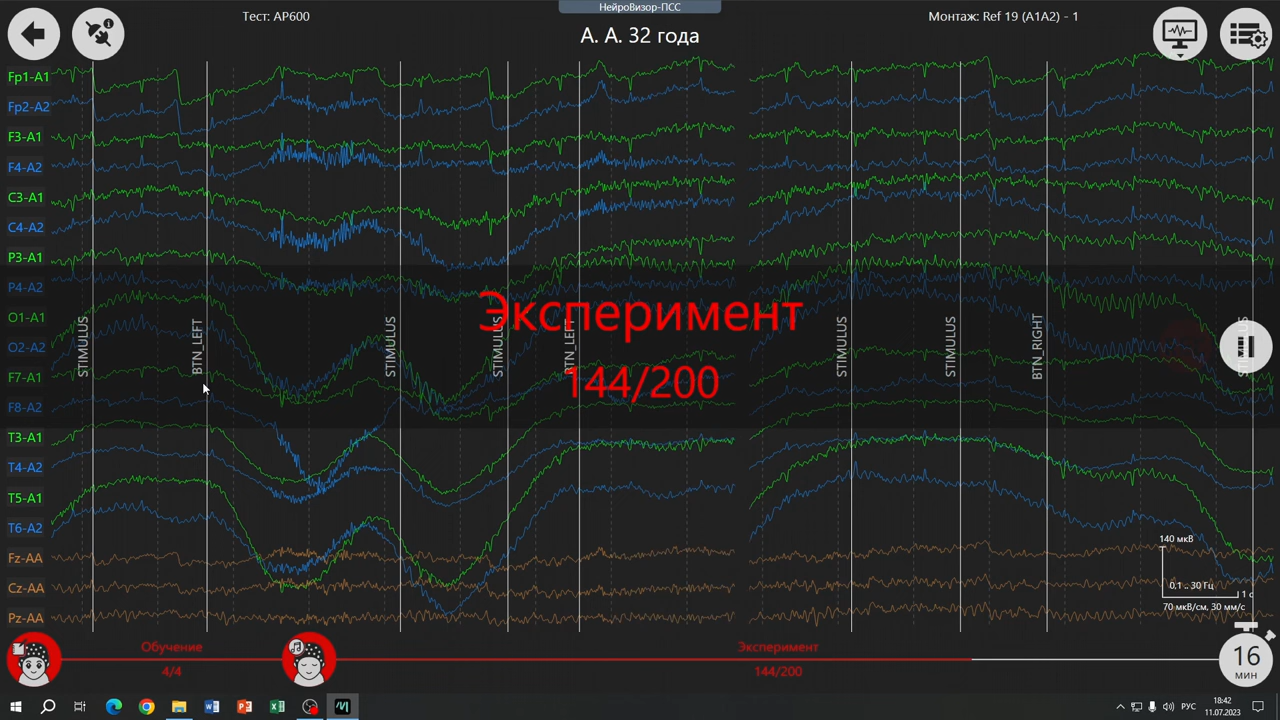 НейроВизор-ПСС
Тест: AP600
Монтаж: Ref 19 (A1A2) - 1
А. А. 32 года
Fp1-A1
Fp2-A2
F3-A1
F4-A2
C3-A1
C4-A2
P3-A1
P4-A2
O1-A1
O2-A2
F7-A1
F8-A2
T3-A1
T4-A2
T5-A1
T6-A2
Fz-AA
Cz-AA
Pz-AA
STIMULUS
BTN_LEFT
STIMULUS
STIMULUS
BTN_LEFT
STIMULUS
STIMULUS
BTN_RIGHT
STIMULUS
Эксперимент
144/200
140 мкВ
0,1 .. 30 Гц
1 с
70 мкВ/см, 30 мм/с
Обучение
4/4
Эксперимент
144/200
16
мин
РУС
18:42
11.07.2023